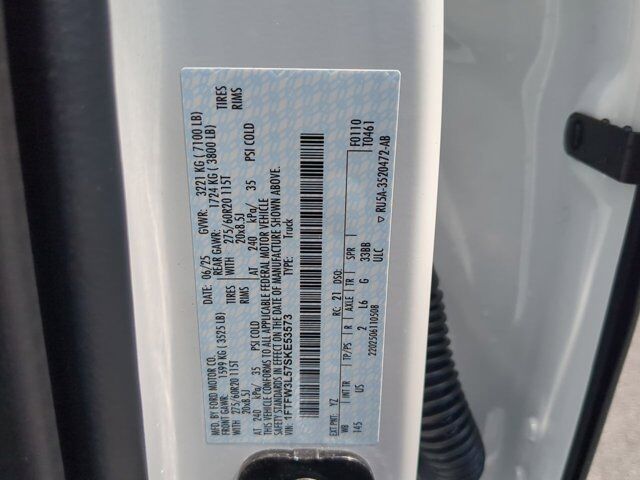 MFD. BY FORD MOTOR CO.
DATE: 06/25 GVWR: 3221 KG ( 7100 LB)
FRONT GAWR: 1599 KG ( 3525 LB) REAR GAWR: 1724 KG ( 3800 LB)
WITH 275/60R20 115T TIRES WITH 275/60R20 115T TIRES
20x8.5J RIMS 20x8.5J RIMS
AT 240 kPa/ 35 PSI COLD AT 240 kPa/ 35 PSI COLD
THIS VEHICLE CONFORMS TO ALL APPLICABLE FEDERAL MOTOR VEHICLE
SAFETY STANDARDS IN EFFECT ON THE DATE OF MANUFACTURE SHOWN ABOVE.
VIN: 1FTFW3L57SKE53573 TYPE: Truck
F0110
T0461
EXT PNT: YZ RC: 21 DSO:
WB INT TR TP/PS R AXLE TR SPR
145 US 2 L6 G 33BB
ULC
2202506110508
▽ RU5A-3520472-AB